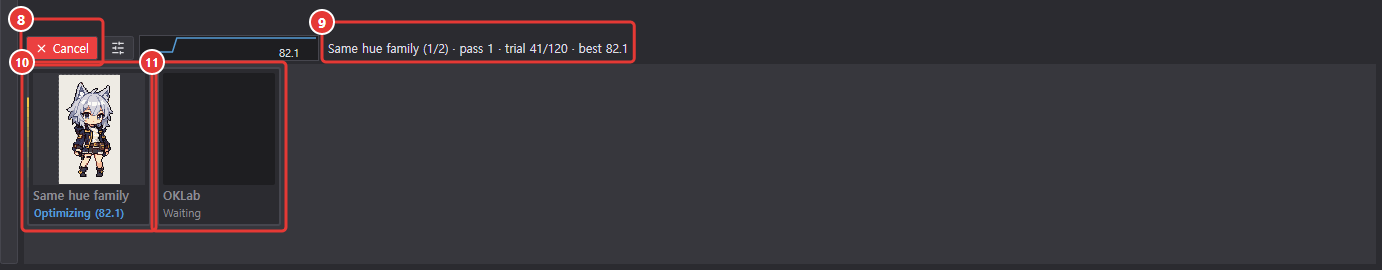 8
9
× Cancel
82.1
Same hue family (1/2) · pass 1 · trial 41/120 · best 82.1
10
11
Same hue family
Optimizing (82.1)
OKLab
Waiting